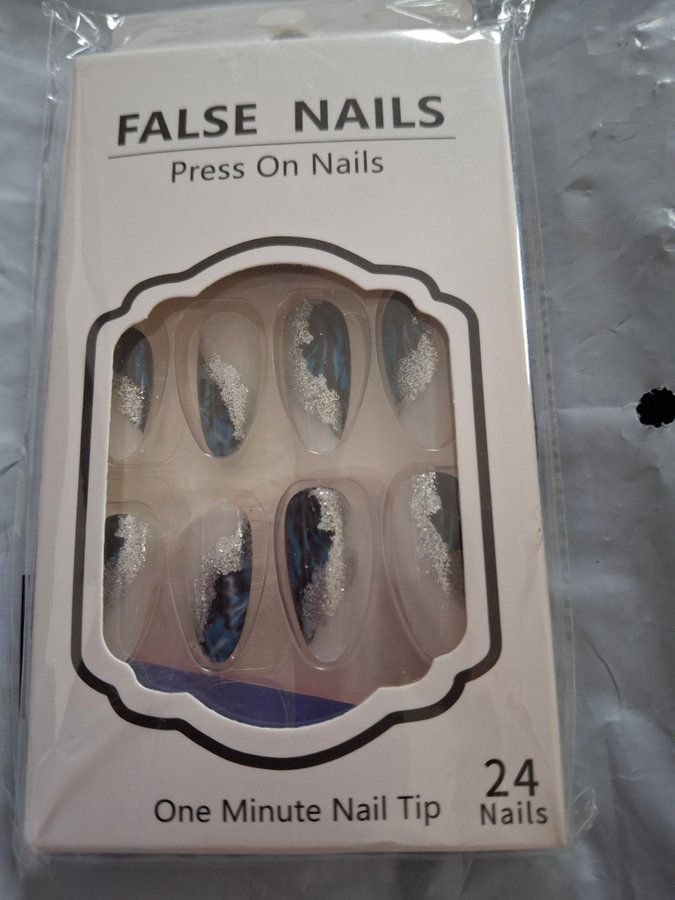 FALSE NAILS
Press On Nails
One Minute Nail Tip
24
Nails